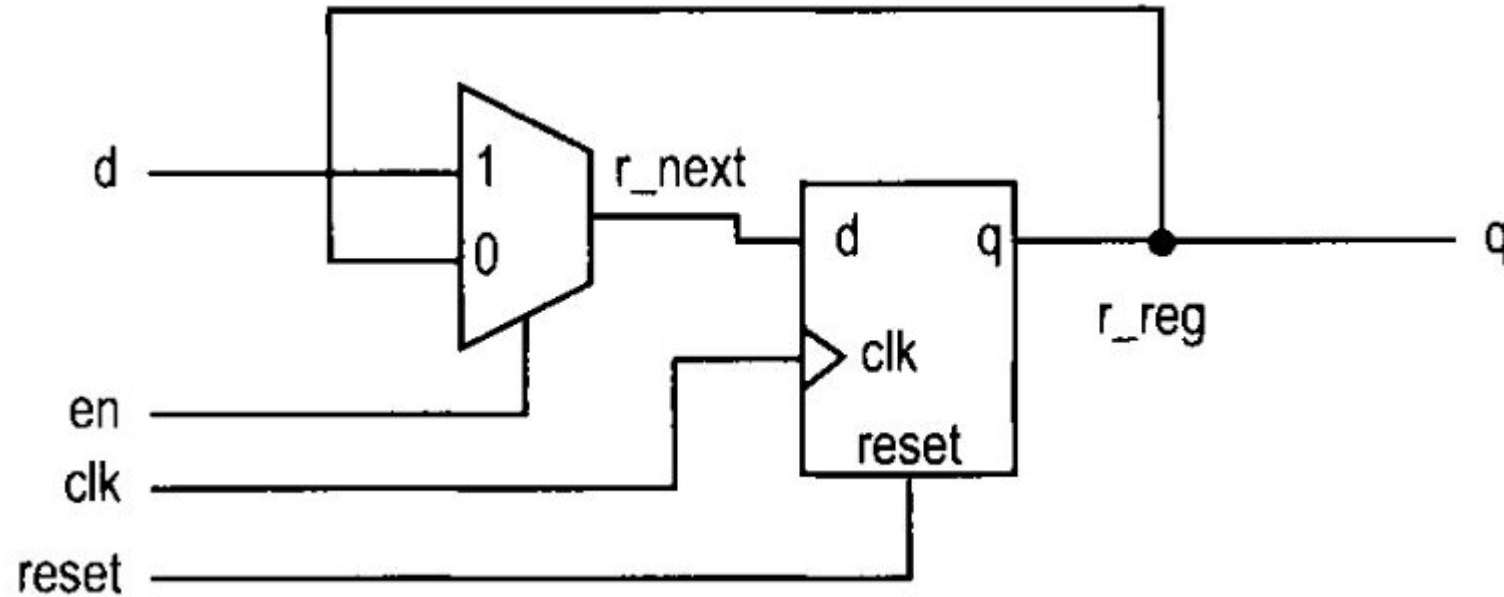 d
1
r_next
0
d
q
q
r_reg
clk
en
reset
clk
reset